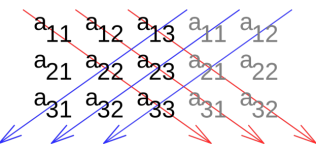 a₁₁ a₁₂ a₁₃ a₁₁ a₁₂
a₂₁ a₂₂ a₂₃ a₂₁ a₂₂
a₃₁ a₃₂ a₃₃ a₃₁ a₃₂